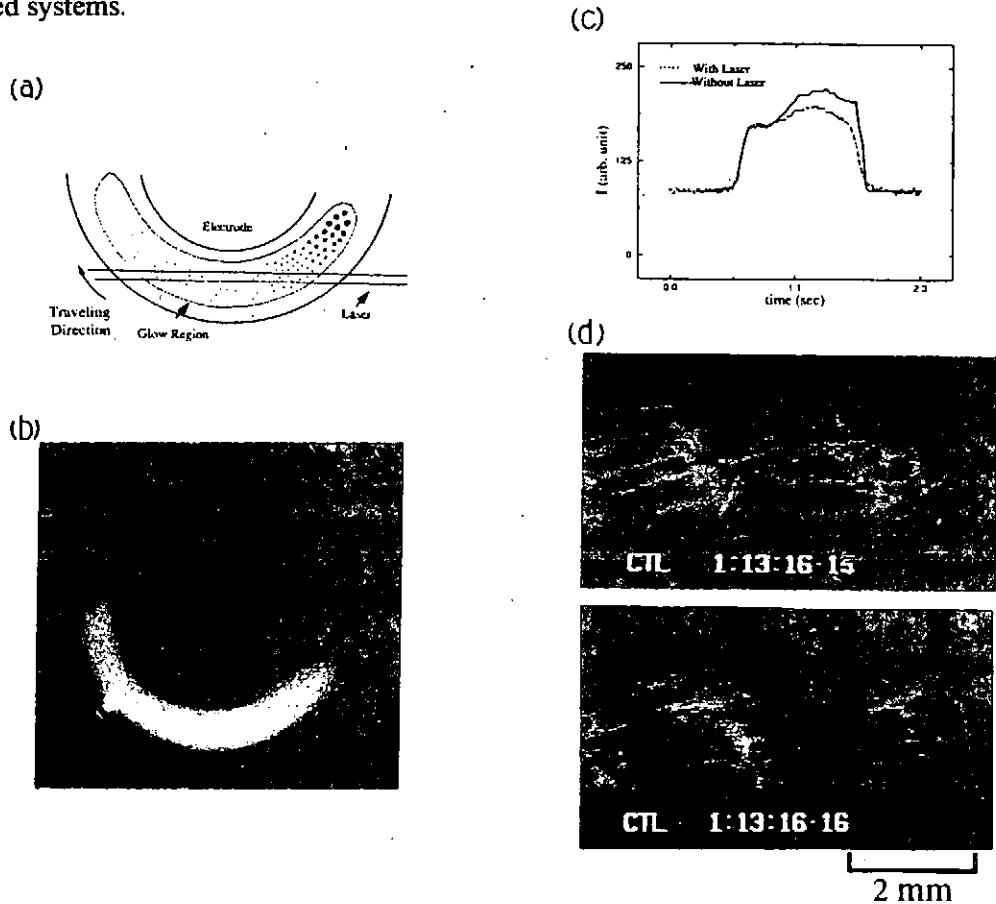 ed systems.
(a)
Electrode
Traveling
Direction
Glow Region
Laser
(b)
(c)
250
125
0
I (arb. unit)
With Laser
Without Laser
0.0
1.1
2.3
time (sec)
(d)
CTL 1:13:16-15
CTL 1:13:16-16
2 mm